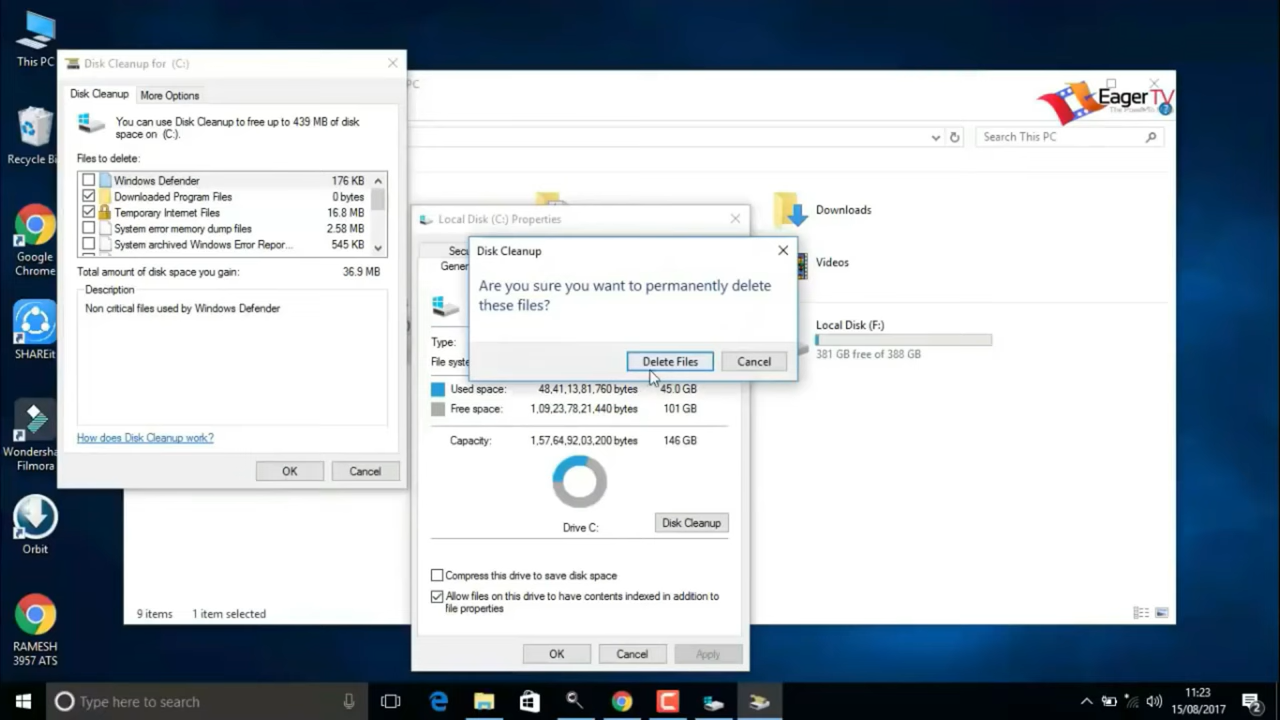 This PC
Recycle Bi
Google
Chrome
SHAREit
Wondersha
Filmora
Orbit
RAMESH
3957 ATS
Disk Cleanup for (C:)
Disk Cleanup
More Options
You can use Disk Cleanup to free up to 439 MB of disk
space on (C:).
Files to delete:
Windows Defender 176 KB
Downloaded Program Files 0 bytes
Temporary Internet Files 16.8 MB
System error memory dump files 2.58 MB
System archived Windows Error Repor... 545 KB
Total amount of disk space you gain: 36.9 MB
Description
Non critical files used by Windows Defender
How does Disk Cleanup work?
OK
Cancel
PC
EagerTV
Search This PC
Downloads
Videos
Local Disk (F:)
381 GB free of 388 GB
Local Disk (C:) Properties
Secu
Gener
Disk Cleanup
Are you sure you want to permanently delete
these files?
Delete Files
Cancel
Type:
File syste
Used space: 48,41,13,81,760 bytes 45.0 GB
Free space: 1,09,23,78,21,440 bytes 101 GB
Capacity: 1,57,64,92,03,200 bytes 146 GB
Drive C:
Disk Cleanup
Compress this drive to save disk space
Allow files on this drive to have contents indexed in addition to
file properties
OK
Cancel
Apply
9 items 1 item selected
Type here to search
11:23
15/08/2017
2